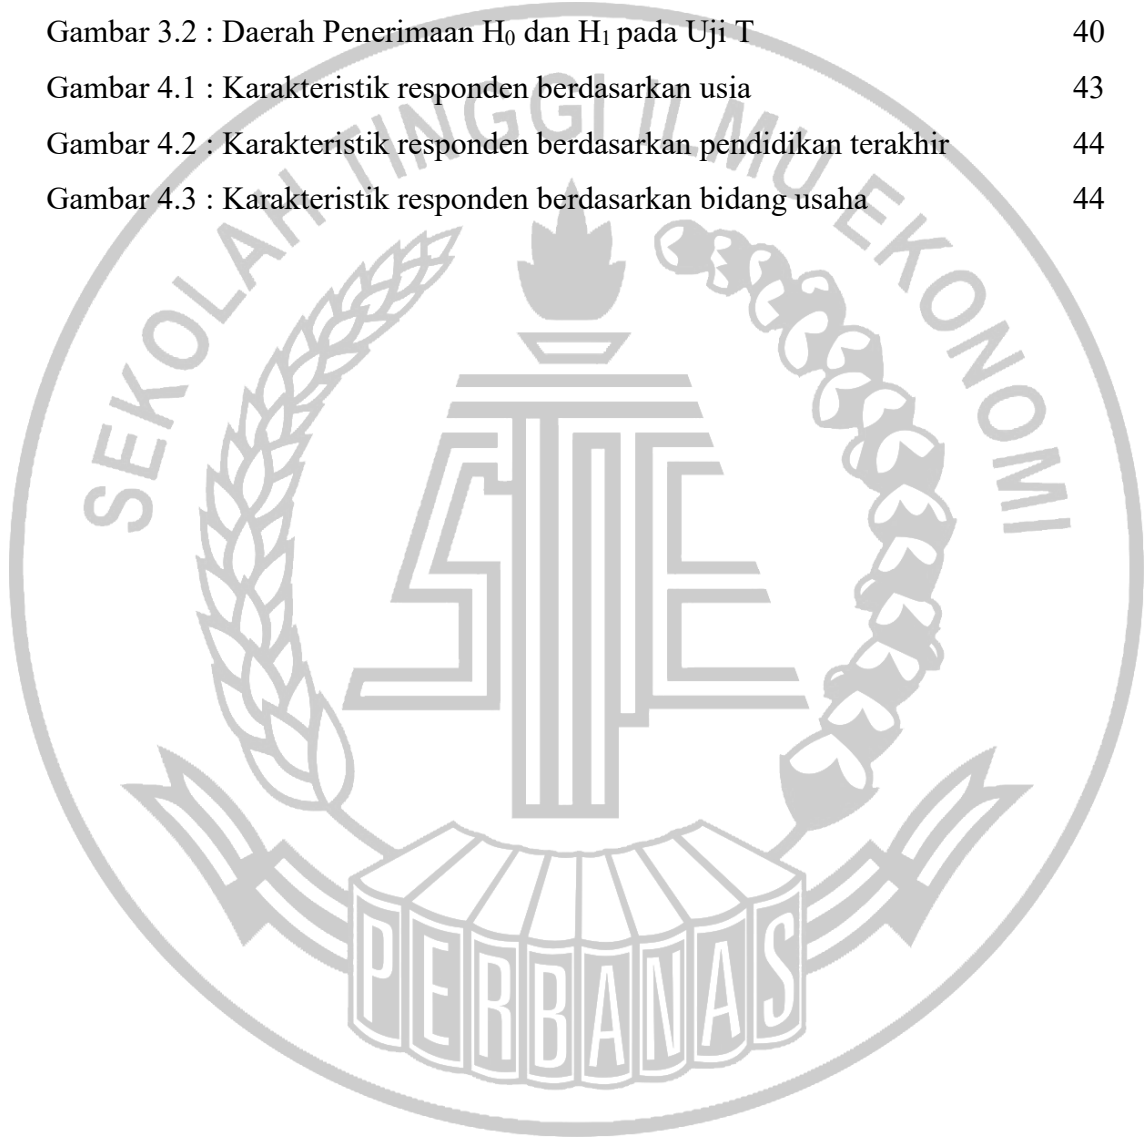 Gambar 3.2 : Daerah Penerimaan H₀ dan H₁ pada Uji T 40
Gambar 4.1 : Karakteristik responden berdasarkan usia 43
Gambar 4.2 : Karakteristik responden berdasarkan pendidikan terakhir 44
Gambar 4.3 : Karakteristik responden berdasarkan bidang usaha 44
SEKOLAH TINGGI ILMU EKONOMI
STIE
PERBANAS